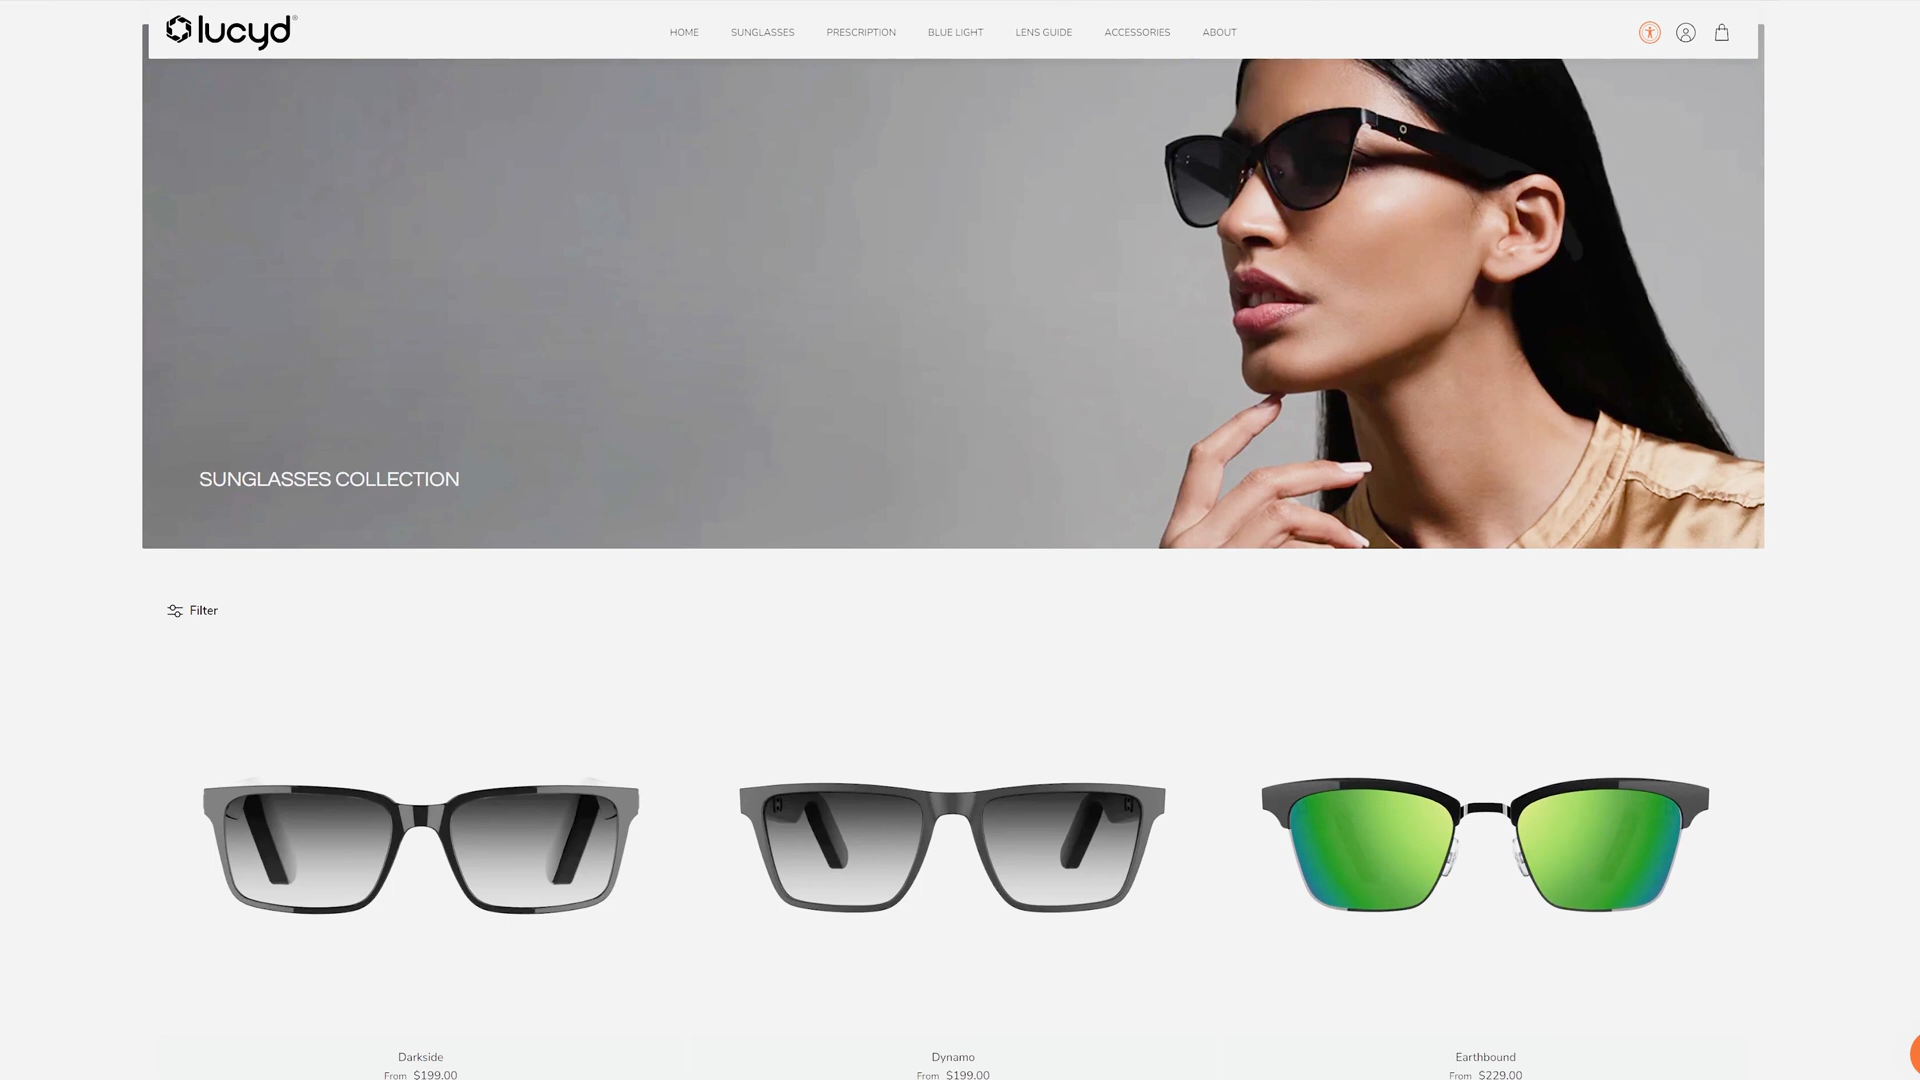 lucyd®
HOME SUNGLASSES PRESCRIPTION BLUE LIGHT LENS GUIDE ACCESSORIES ABOUT
SUNGLASSES COLLECTION
Filter
Darkside
From $199.00
Dynamo
From $199.00
Earthbound
From $229.00